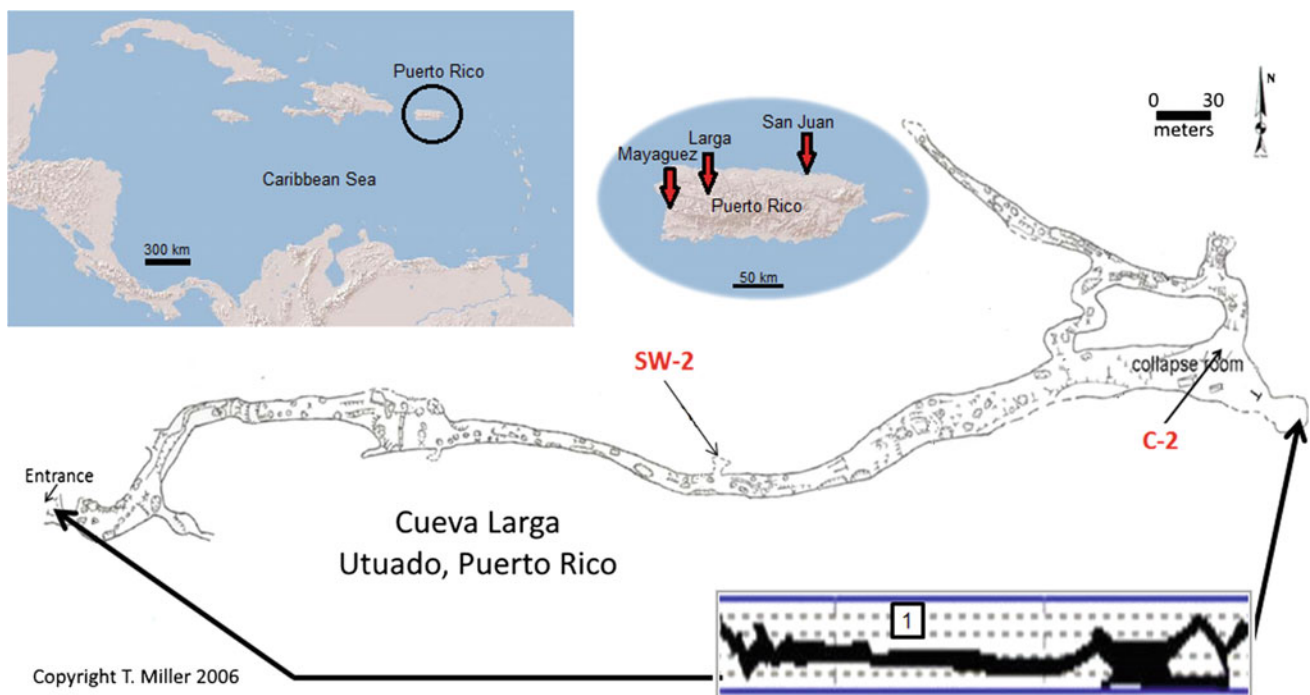 Puerto Rico
Caribbean Sea
300 km
San Juan
Larga
Mayaguez
Puerto Rico
50 km
0 30
meters
N
SW-2
collapse room
C-2
Entrance
Cueva Larga
Utuado, Puerto Rico
1
Copyright T. Miller 2006